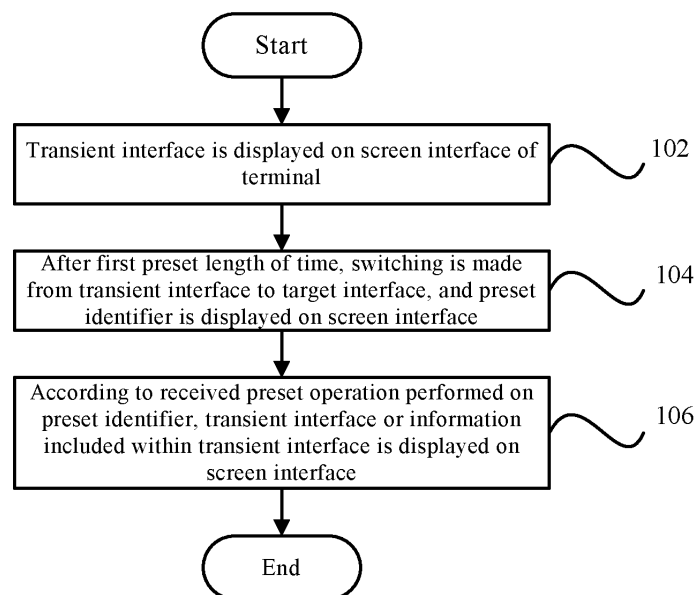 Start
Transient interface is displayed on screen interface of
terminal
102
After first preset length of time, switching is made
from transient interface to target interface, and preset
identifier is displayed on screen interface
104
According to received preset operation performed on
preset identifier, transient interface or information
included within transient interface is displayed on
screen interface
106
End